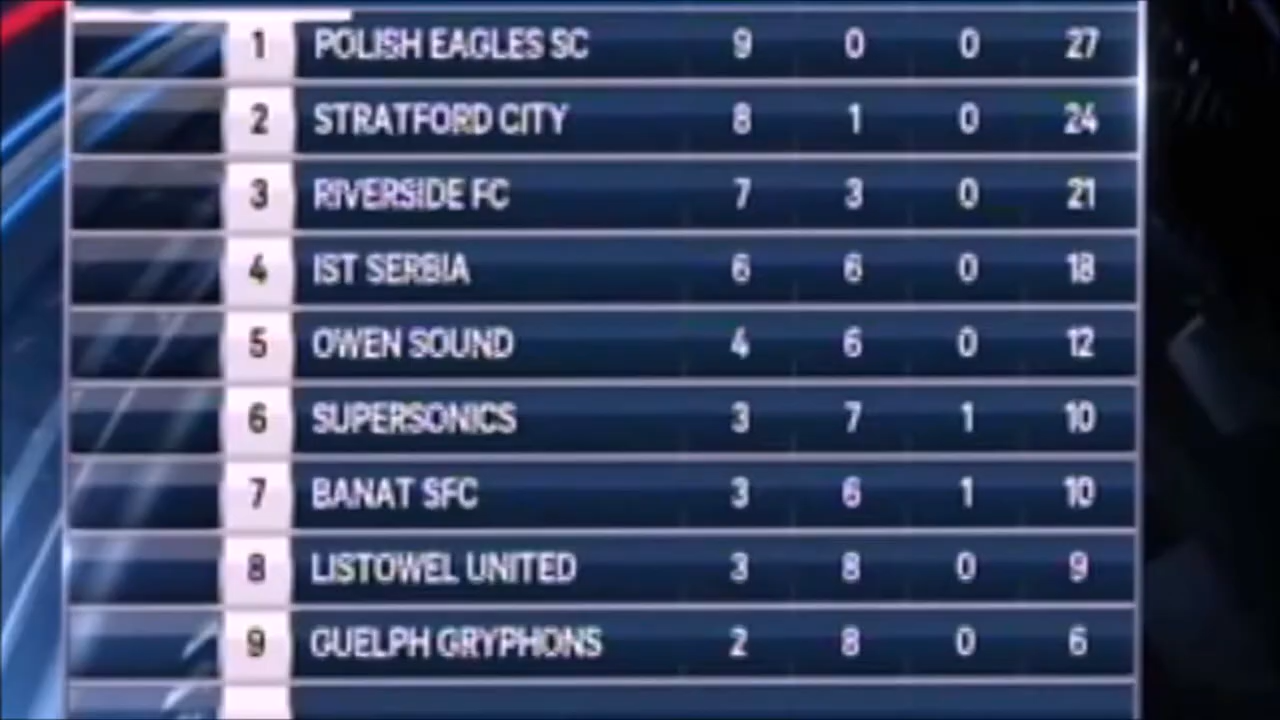 1 POLISH EAGLES SC 9 0 0 27
2 STRATFORD CITY 8 1 0 24
3 RIVERSIDE FC 7 3 0 21
4 IST SERBIA 6 6 0 18
5 OWEN SOUND 4 6 0 12
6 SUPERSONICS 3 7 1 10
7 BANAT SFC 3 6 1 10
8 LISTOWEL UNITED 3 8 0 9
9 GUELPH GRYPHONS 2 8 0 6